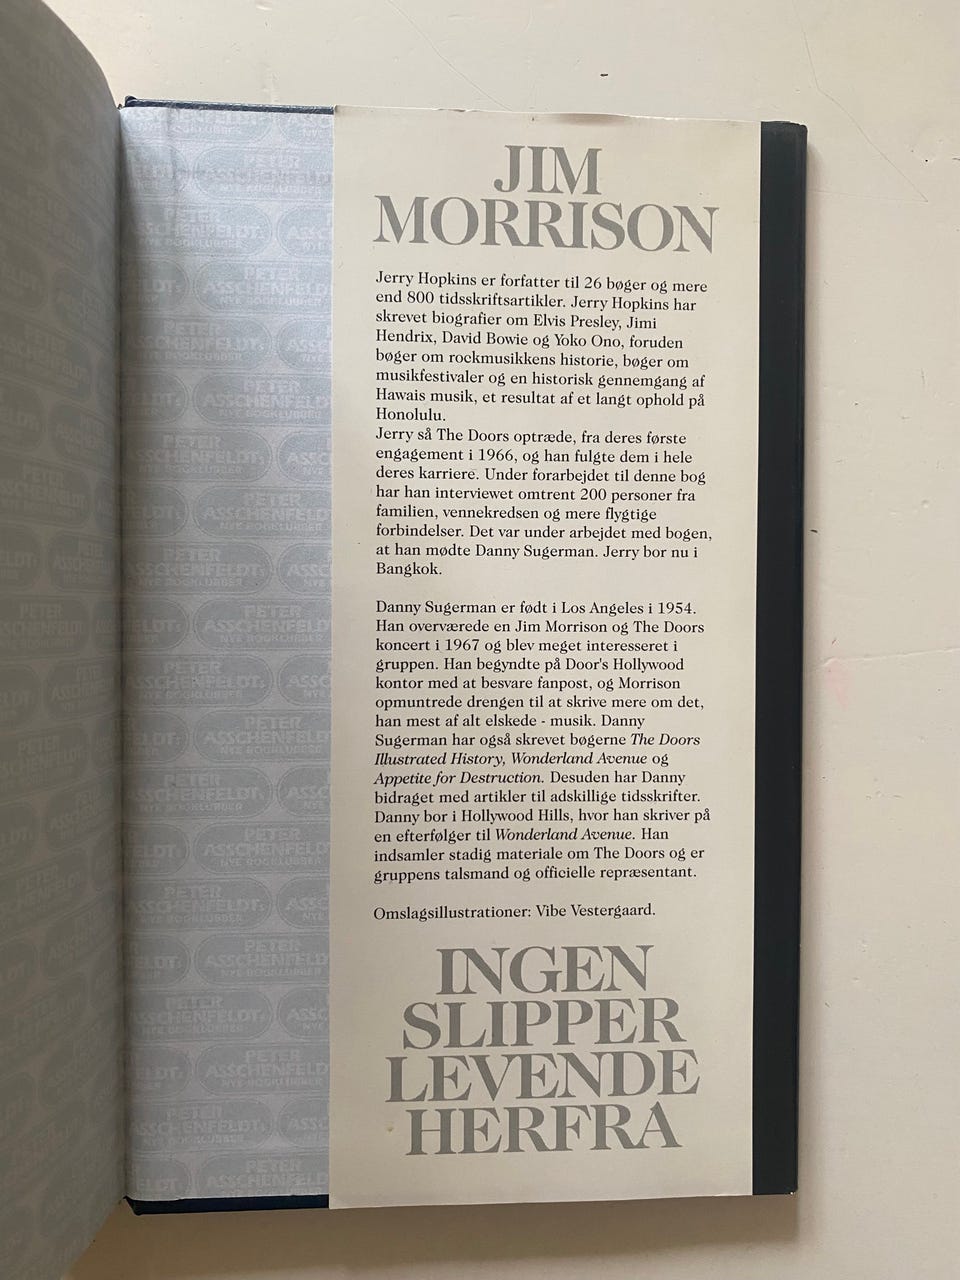 JIM
MORRISON
Jerry Hopkins er forfatter til 26 bøger og mere
end 800 tidsskriftsartikler. Jerry Hopkins har
skrevet biografier om Elvis Presley, Jimi
Hendrix, David Bowie og Yoko Ono, foruden
bøger om rockmusikkens historie, bøger om
musikfestivaler og en historisk gennemgang af
Hawais musik, et resultat af et langt ophold på
Honolulu.
Jerry så The Doors optræde, fra deres første
engagement i 1966, og han fulgte dem i hele
deres karriere. Under forarbejdet til denne bog
har han interviewet omtrent 200 personer fra
familien, vennekredsen og mere flygtige
forbindelser. Det var under arbejdet med bogen,
at han mødte Danny Sugerman. Jerry bor nu i
Bangkok.
Danny Sugerman er født i Los Angeles i 1954.
Han overværede en Jim Morrison og The Doors
koncert i 1967 og blev meget interesseret i
gruppen. Han begyndte på Door's Hollywood
kontor med at besvare fanpost, og Morrison
opmuntrede drengen til at skrive mere om det,
han mest af alt elskede - musik. Danny
Sugerman har også skrevet bøgerne The Doors
Illustrated History, Wonderland Avenue og
Appetite for Destruction. Desuden har Danny
bidraget med artikler til adskillige tidsskrifter.
Danny bor i Hollywood Hills, hvor han skriver på
en efterfølger til Wonderland Avenue. Han
indsamler stadig materiale om The Doors og er
gruppens talsmand og officielle repræsentant.
Omslagsillustrationer: Vibe Vestergaard.
INGEN
SLIPPER
LEVENDE
HERFRA
PETER
ASSCHENFELDTs
NYE BOGKLUBBER